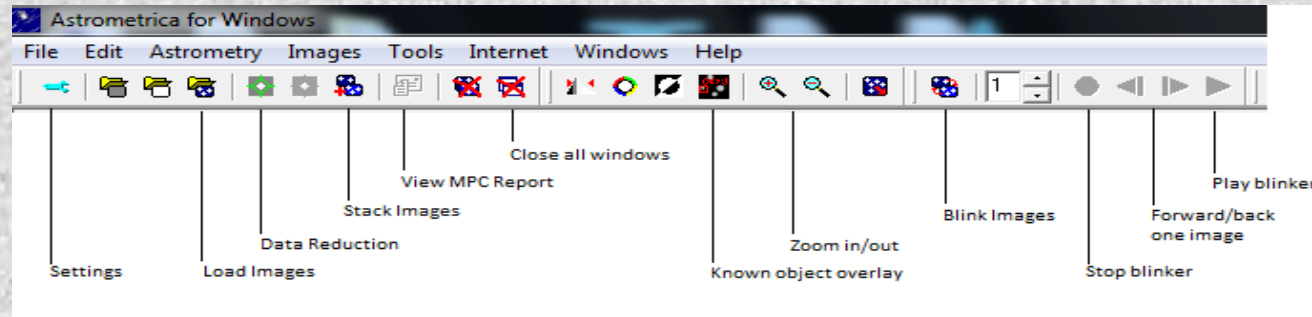 Astrometrica for Windows
File Edit Astrometry Images Tools Internet Windows Help
1
Close all windows
View MPC Report
Play blinker
Stack Images
Blink Images
Forward/back
one image
Data Reduction
Zoom in/out
Settings
Load Images
Known object overlay
Stop blinker